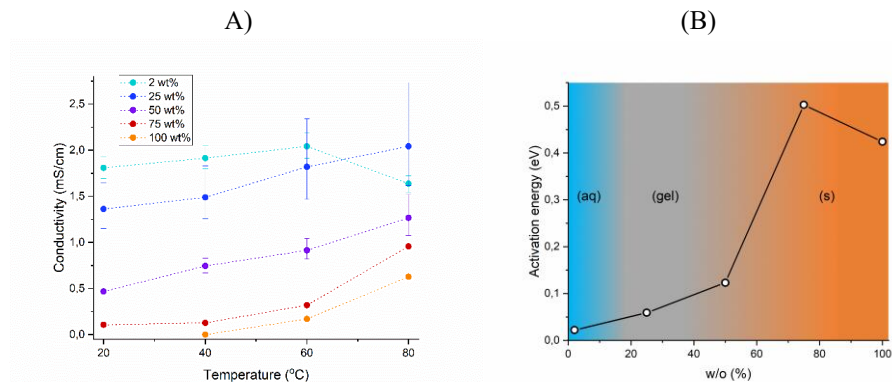 A)
(B)
2 wt%
25 wt%
50 wt%
75 wt%
100 wt%
2,5
2,0
1,5
1,0
0,5
0,0
Conductivity (mS/cm)
20
40
60
80
Temperature (°C)
0,5
0,4
0,3
0,2
0,1
0,0
Activation energy (eV)
(aq)
(gel)
(s)
0
20
40
60
80
100
w/o (%)